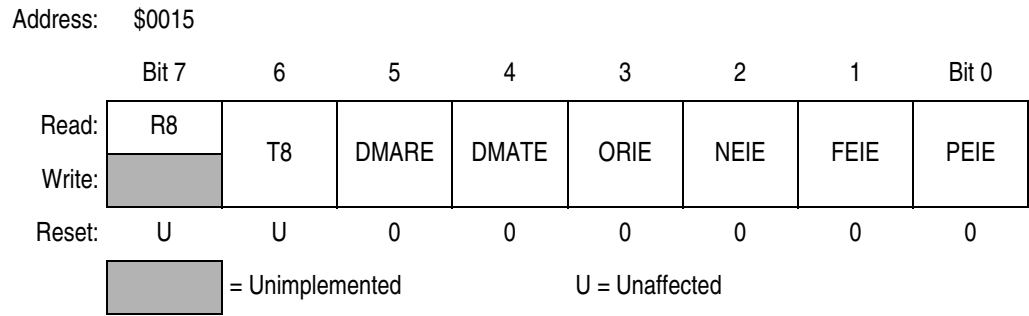 Address: $0015
Bit 7 6 5 4 3 2 1 Bit 0
Read: R8 T8 DMARE DMATE ORIE NEIE FEIE PEIE
Write:
Reset: U U 0 0 0 0 0 0
= Unimplemented U = Unaffected